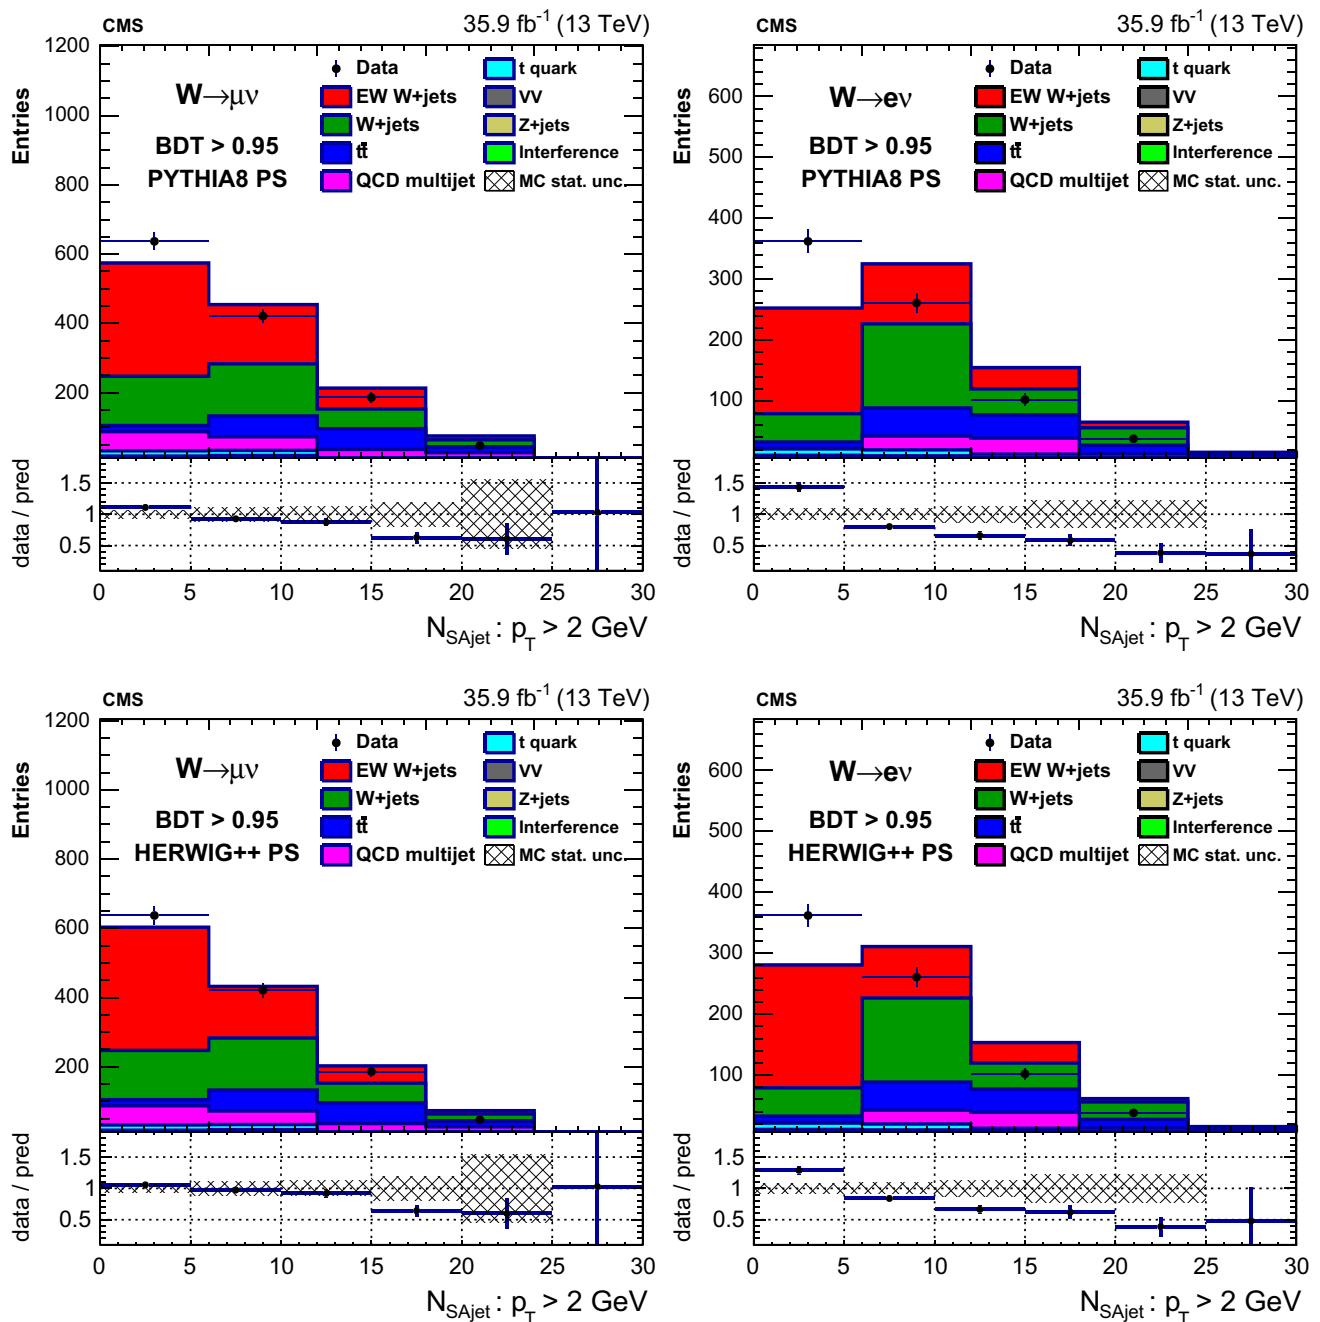 CMS 35.9 fb⁻¹ (13 TeV)
Entries
1200
1000
800
600
400
200
W→μν
BDT > 0.95
PYTHIA8 PS
Data
EW W+jets
W+jets
tt̄
QCD multijet
t quark
VV
Z+jets
Interference
MC stat. unc.
data / pred
1.5
1
0.5
0 5 10 15 20 25 30
N_SAjet : p_T > 2 GeV
CMS 35.9 fb⁻¹ (13 TeV)
Entries
600
500
400
300
200
100
W→eν
BDT > 0.95
PYTHIA8 PS
Data
EW W+jets
W+jets
tt̄
QCD multijet
t quark
VV
Z+jets
Interference
MC stat. unc.
data / pred
1.5
1
0.5
0 5 10 15 20 25 30
N_SAjet : p_T > 2 GeV
CMS 35.9 fb⁻¹ (13 TeV)
Entries
1200
1000
800
600
400
200
W→μν
BDT > 0.95
HERWIG++ PS
Data
EW W+jets
W+jets
tt̄
QCD multijet
t quark
VV
Z+jets
Interference
MC stat. unc.
data / pred
1.5
1
0.5
0 5 10 15 20 25 30
N_SAjet : p_T > 2 GeV
CMS 35.9 fb⁻¹ (13 TeV)
Entries
600
500
400
300
200
100
W→eν
BDT > 0.95
HERWIG++ PS
Data
EW W+jets
W+jets
tt̄
QCD multijet
t quark
VV
Z+jets
Interference
MC stat. unc.
data / pred
1.5
1
0.5
0 5 10 15 20 25 30
N_SAjet : p_T > 2 GeV